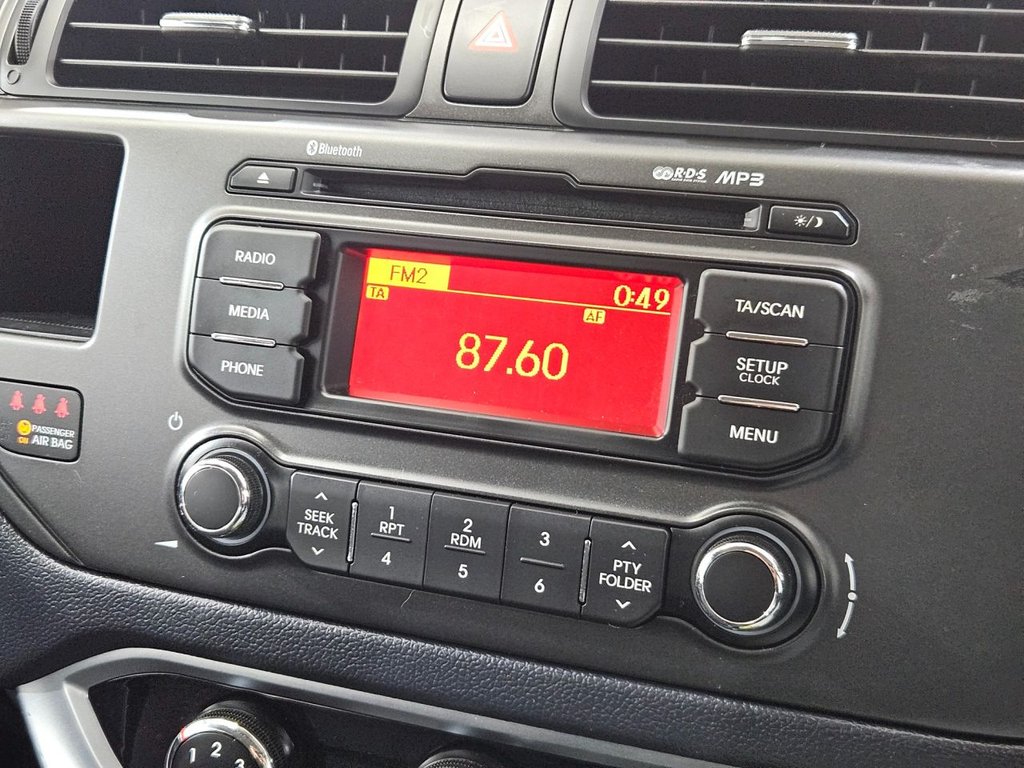 Bluetooth
R·D·S
MP3
RADIO
MEDIA
PHONE
FM2
TA
0:49
AF
87.60
TA/SCAN
SETUP
CLOCK
MENU
PASSENGER
ON AIR BAG
SEEK
TRACK
1
RPT
4
2
RDM
5
3
6
PTY
FOLDER
1 2 3